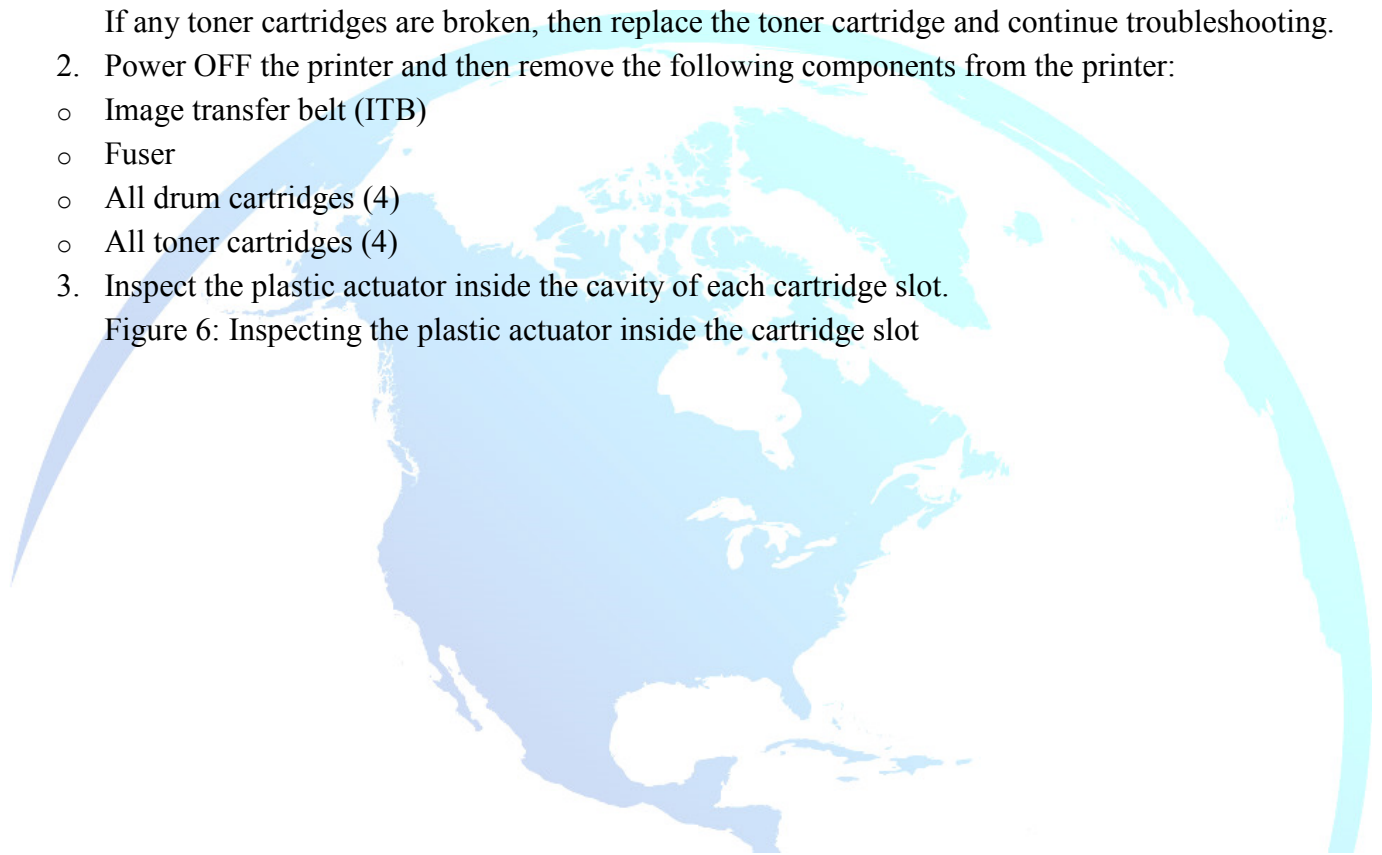 If any toner cartridges are broken, then replace the toner cartridge and continue troubleshooting.
2. Power OFF the printer and then remove the following components from the printer:
o Image transfer belt (ITB)
o Fuser
o All drum cartridges (4)
o All toner cartridges (4)
3. Inspect the plastic actuator inside the cavity of each cartridge slot.
Figure 6: Inspecting the plastic actuator inside the cartridge slot